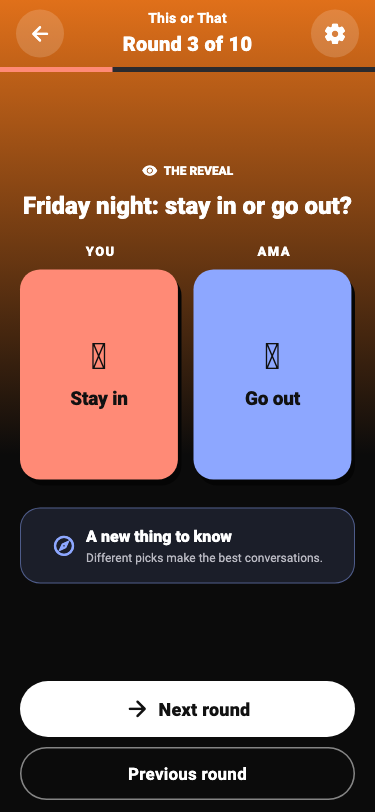 This or That
Round 3 of 10
THE REVEAL
Friday night: stay in or go out?
YOU
AMA
Stay in
Go out
A new thing to know
Different picks make the best conversations.
Next round
Previous round